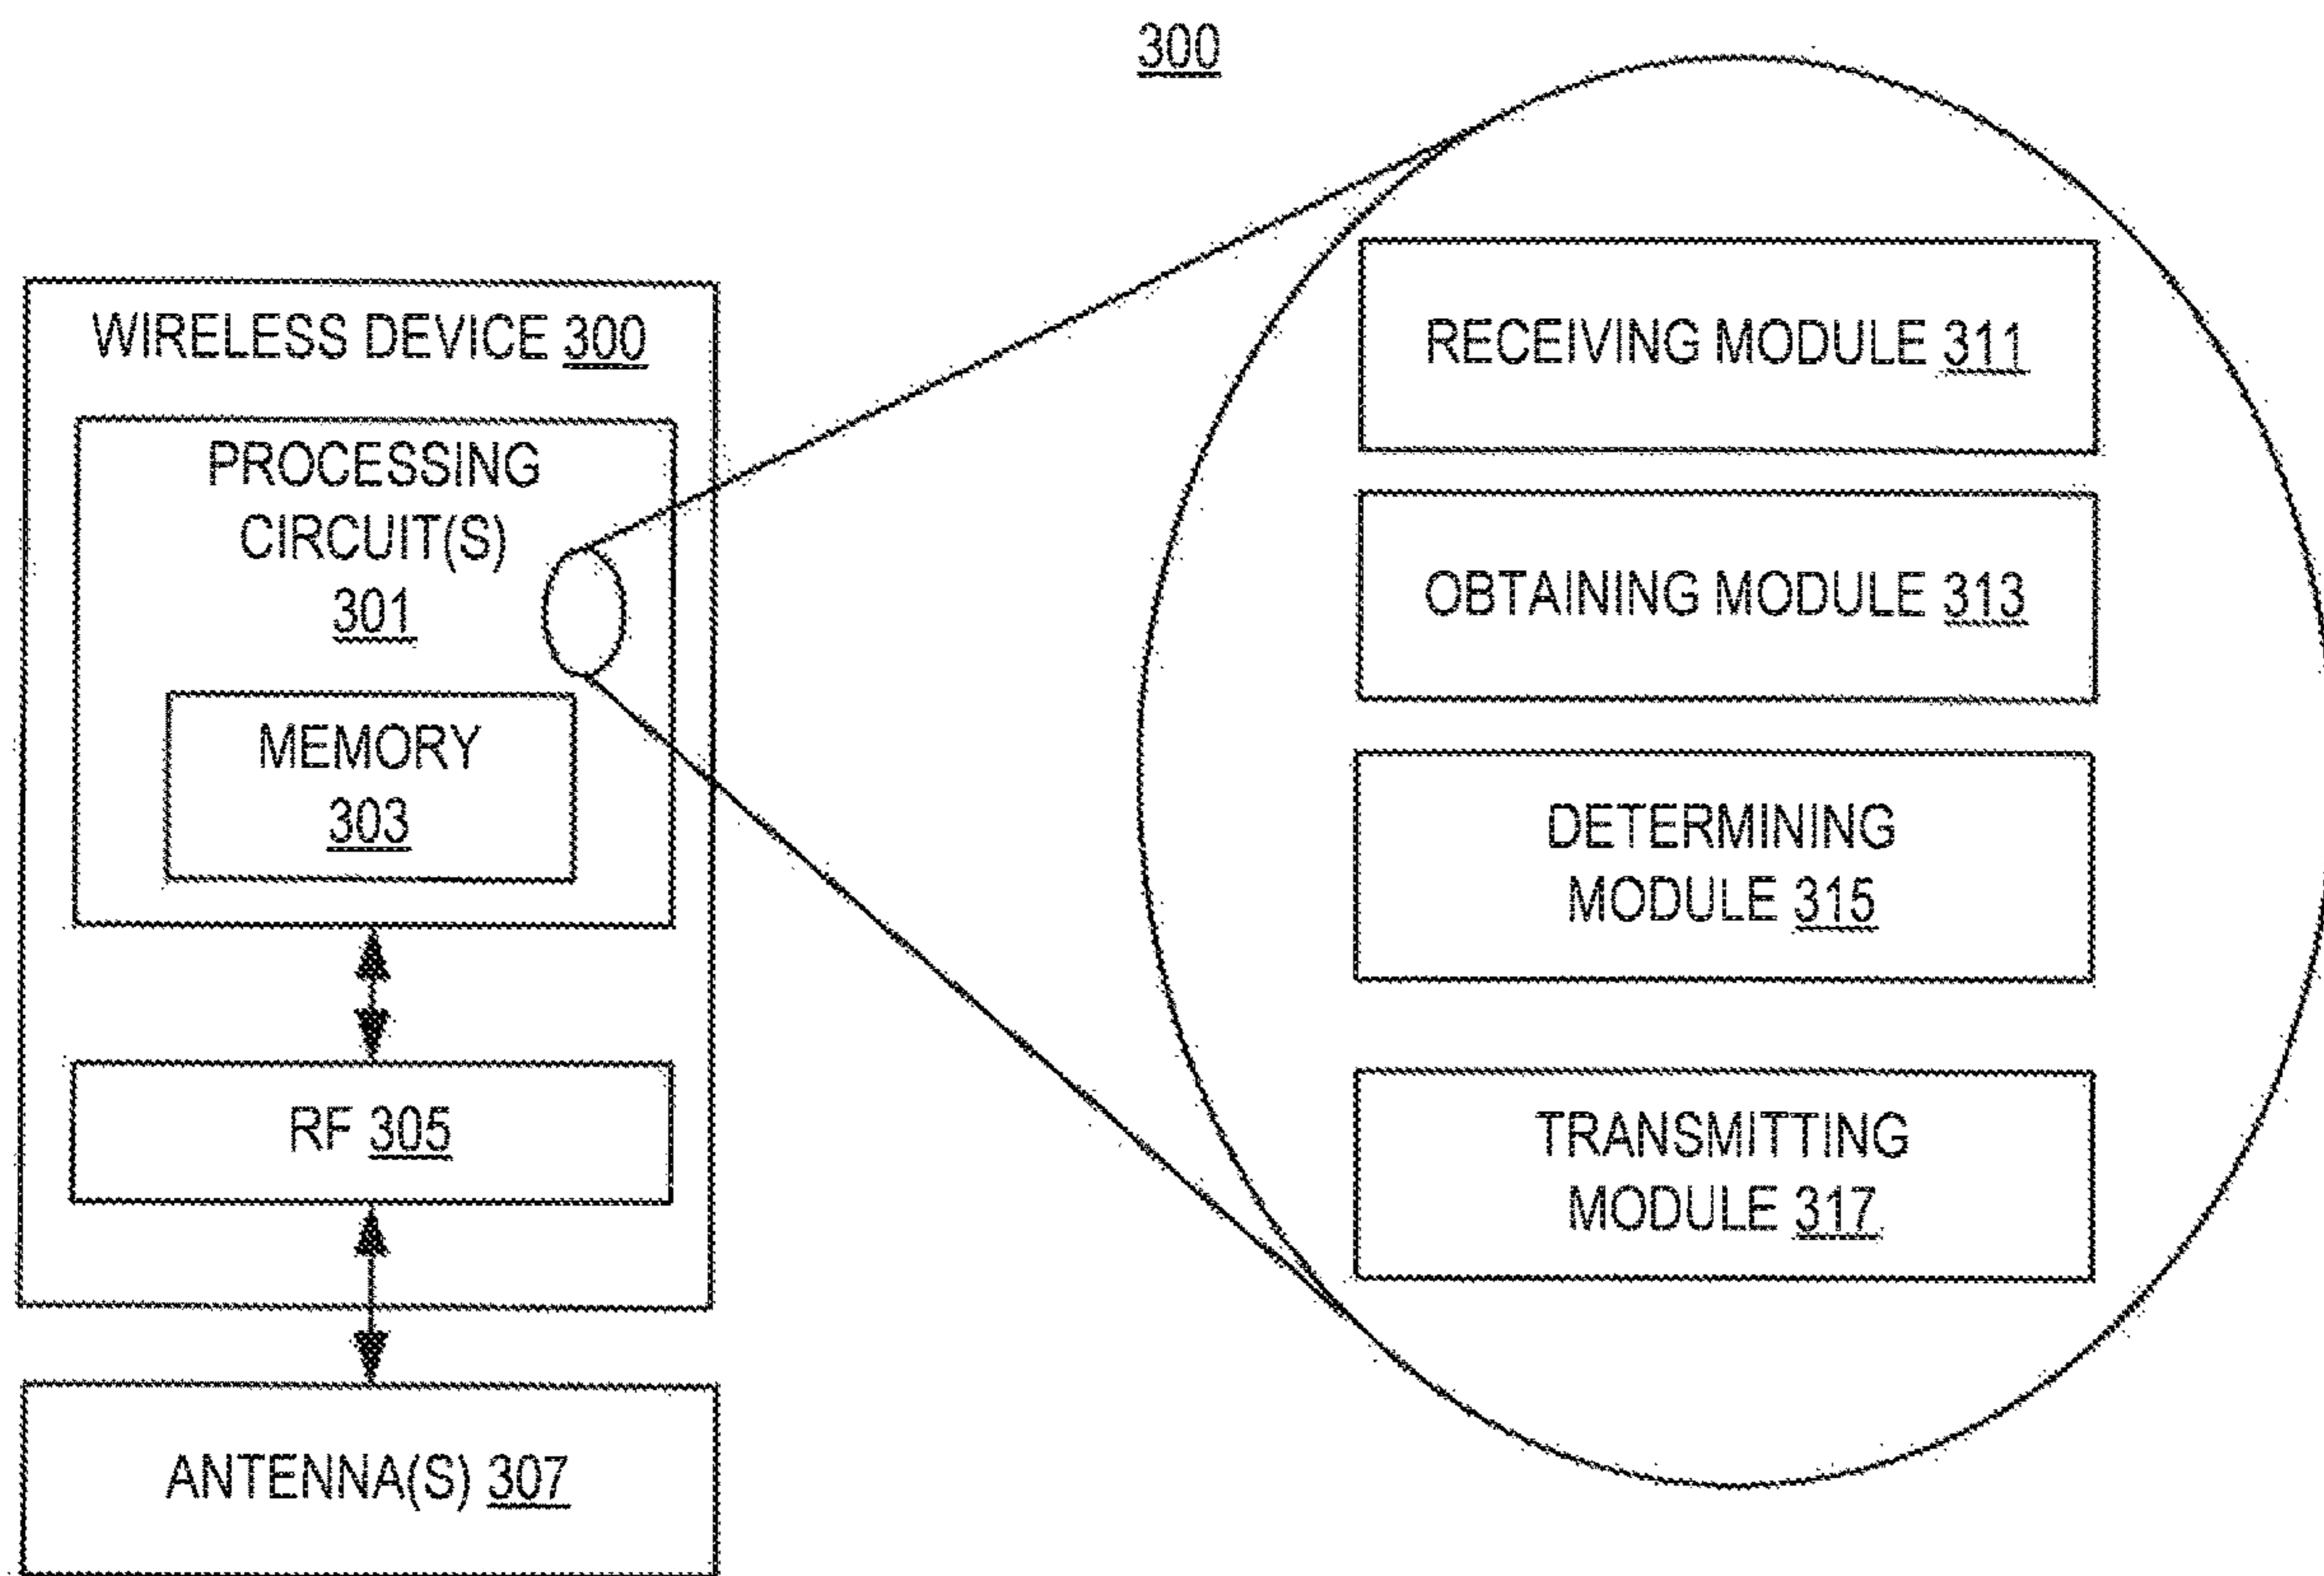 300
WIRELESS DEVICE 300
PROCESSING
CIRCUIT(S)
301
MEMORY
303
RF 305
ANTENNA(S) 307
RECEIVING MODULE 311
OBTAINING MODULE 313
DETERMINING
MODULE 315
TRANSMITTING
MODULE 317